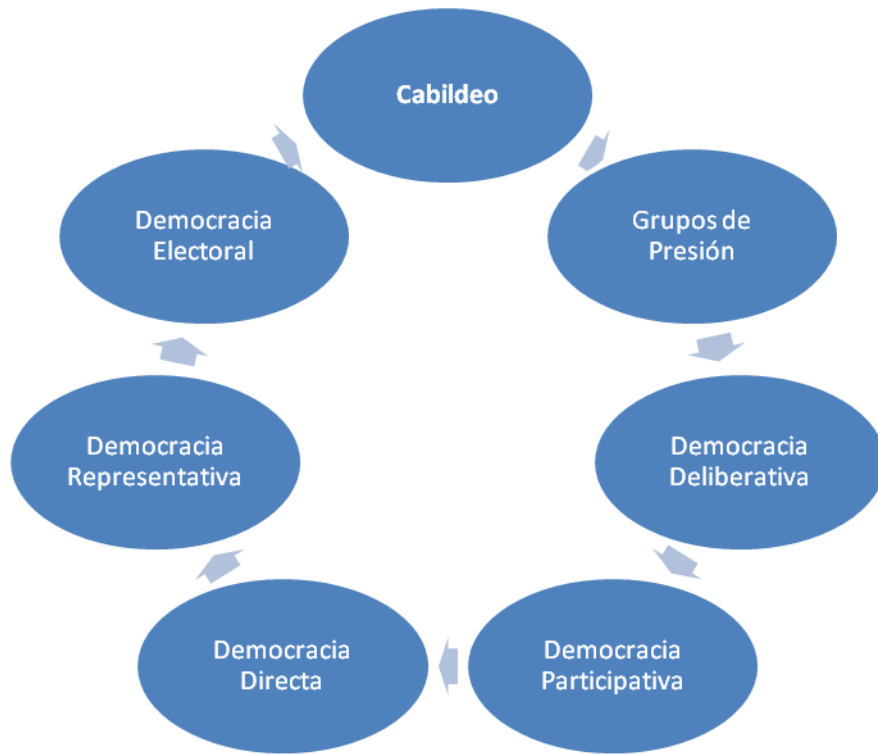 Cabildeo
Grupos de
Presión
Democracia
Deliberativa
Democracia
Participativa
Democracia
Directa
Democracia
Representativa
Democracia
Electoral